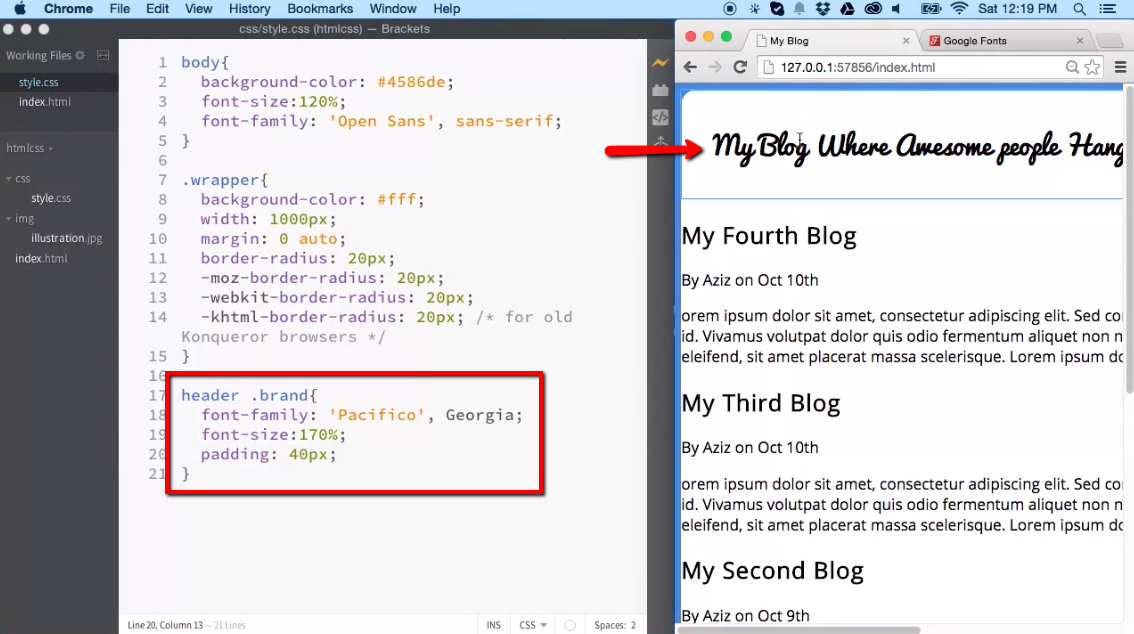 Chrome File Edit View History Bookmarks Window Help Sat 12:19 PM
css/style.css (htmlcss) — Brackets
Working Files
style.css
index.html
htmlcss
css
style.css
img
illustration.jpg
index.html
1 body{
2 background-color: #4586de;
3 font-size:120%;
4 font-family: 'Open Sans', sans-serif;
5 }
6
7 .wrapper{
8 background-color: #fff;
9 width: 1000px;
10 margin: 0 auto;
11 border-radius: 20px;
12 -moz-border-radius: 20px;
13 -webkit-border-radius: 20px;
14 -khtml-border-radius: 20px; /* for old
Konqueror browsers */
15 }
16
17 header .brand{
18 font-family: 'Pacifico', Georgia;
19 font-size:170%;
20 padding: 40px;
21 }
Line 20, Column 13 — 21 Lines
INS CSS Spaces: 2
My Blog Google Fonts
127.0.0.1:57856/index.html
My Blog Where Awesome people Hang
My Fourth Blog
By Aziz on Oct 10th
orem ipsum dolor sit amet, consectetur adipiscing elit. Sed co
id. Vivamus volutpat dolor quis odio fermentum aliquet non n
eleifend, sit amet placerat massa scelerisque. Lorem ipsum do
My Third Blog
By Aziz on Oct 10th
orem ipsum dolor sit amet, consectetur adipiscing elit. Sed co
id. Vivamus volutpat dolor quis odio fermentum aliquet non n
eleifend, sit amet placerat massa scelerisque. Lorem ipsum do
My Second Blog
By Aziz on Oct 9th